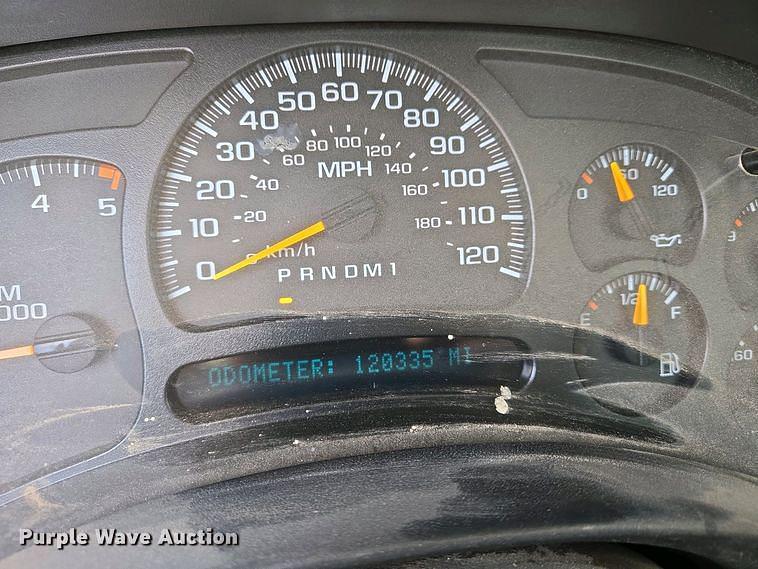 60
50 70
40 80
30 90
20 100
10 110
0 120
80 100 120
60 140
40 160
20 180
MPH
km/h
PRNDM1
ODOMETER: 120335 MI
4 5
M
000
0 60 120
E 1/2 F
60
Purple Wave Auction